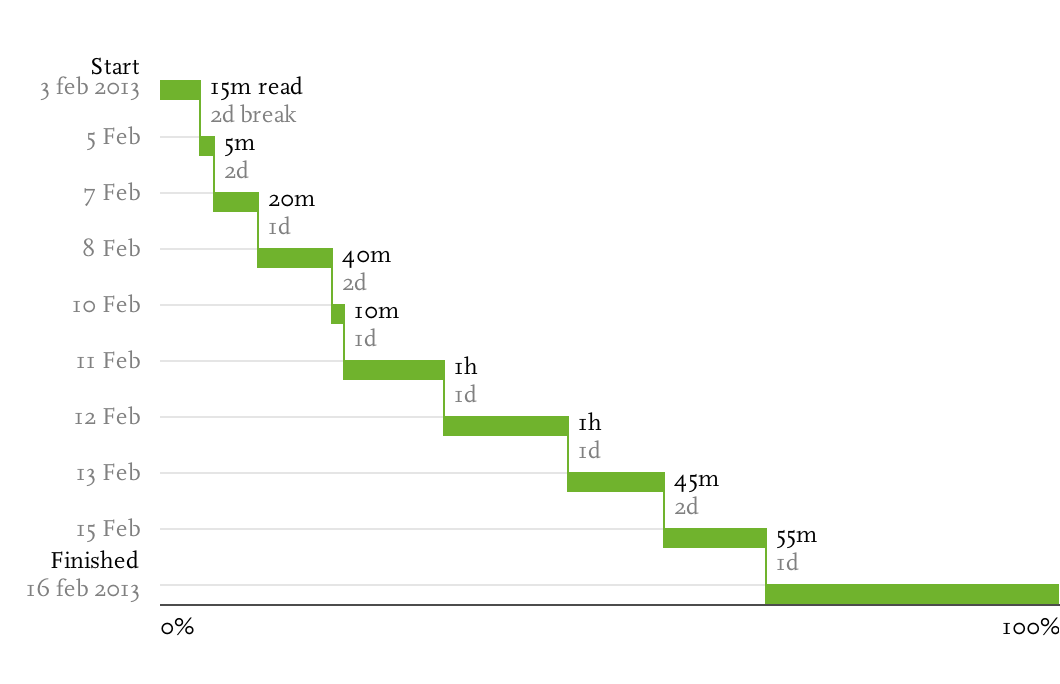 Start
3 feb 2013
15m read
2d break
5 Feb
5m
2d
7 Feb
20m
1d
8 Feb
40m
2d
10 Feb
10m
1d
11 Feb
1h
1d
12 Feb
1h
1d
13 Feb
45m
2d
15 Feb
55m
1d
Finished
16 feb 2013
0%
100%